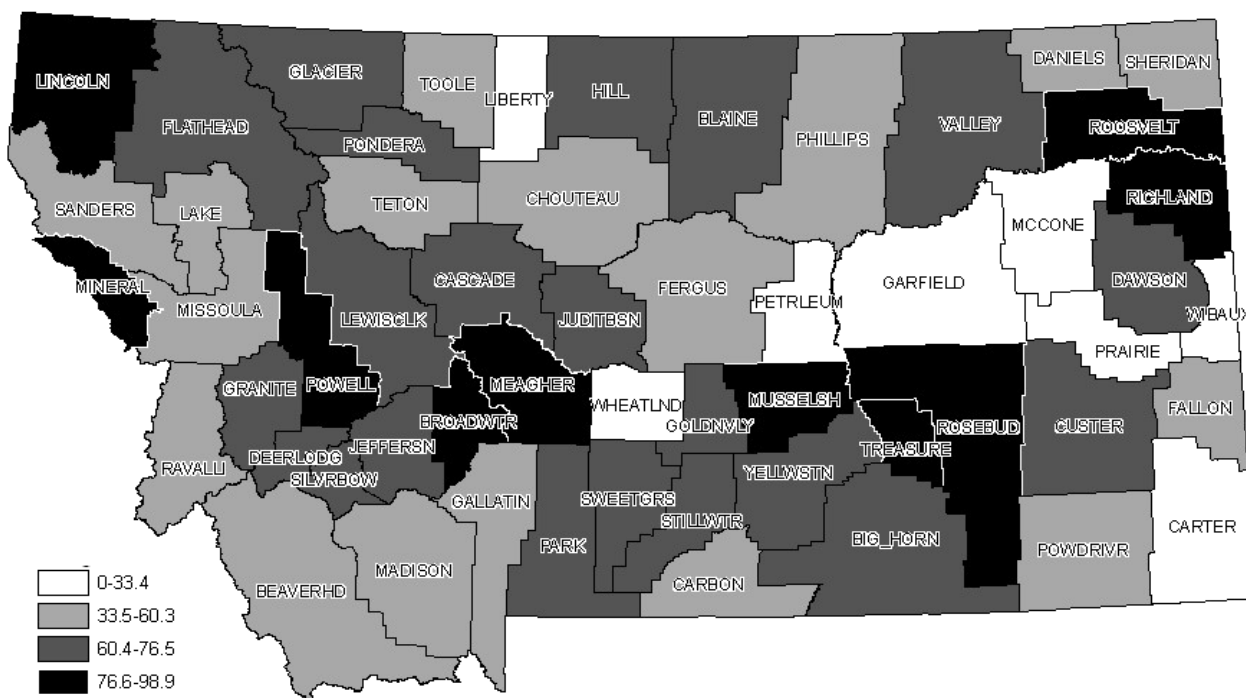 LINCOLN
FLATHEAD
GLACIER
TOOLE
LIBERTY
HILL
BLAINE
PHILLIPS
VALLEY
DANIELS
SHERIDAN
ROOSVELT
PONDERA
TETON
CHOUTEAU
SANDERS
LAKE
MCCONE
RICHLAND
MINERAL
MISSOULA
LEWISCLK
CASCADE
JUDITBSN
FERGUS
PETRLEUM
GARFIELD
DAWSON
WIBAUX
PRAIRIE
GRANITE
POWELL
MEAGHER
BROADWTR
WHEATLND
GOLDNVLY
MUSSELSH
TREASURE
ROSEBUD
CUSTER
FALLON
RAVALLI
DEERLODG
SILVRBOW
JEFFERSN
GALLATIN
PARK
SWEETGRS
STILLWTR
YELLWSTN
BIG_HORN
POWDRIVR
CARTER
BEAVERHD
MADISON
CARBON
0-33.4
33.5-60.3
60.4-76.5
76.6-98.9